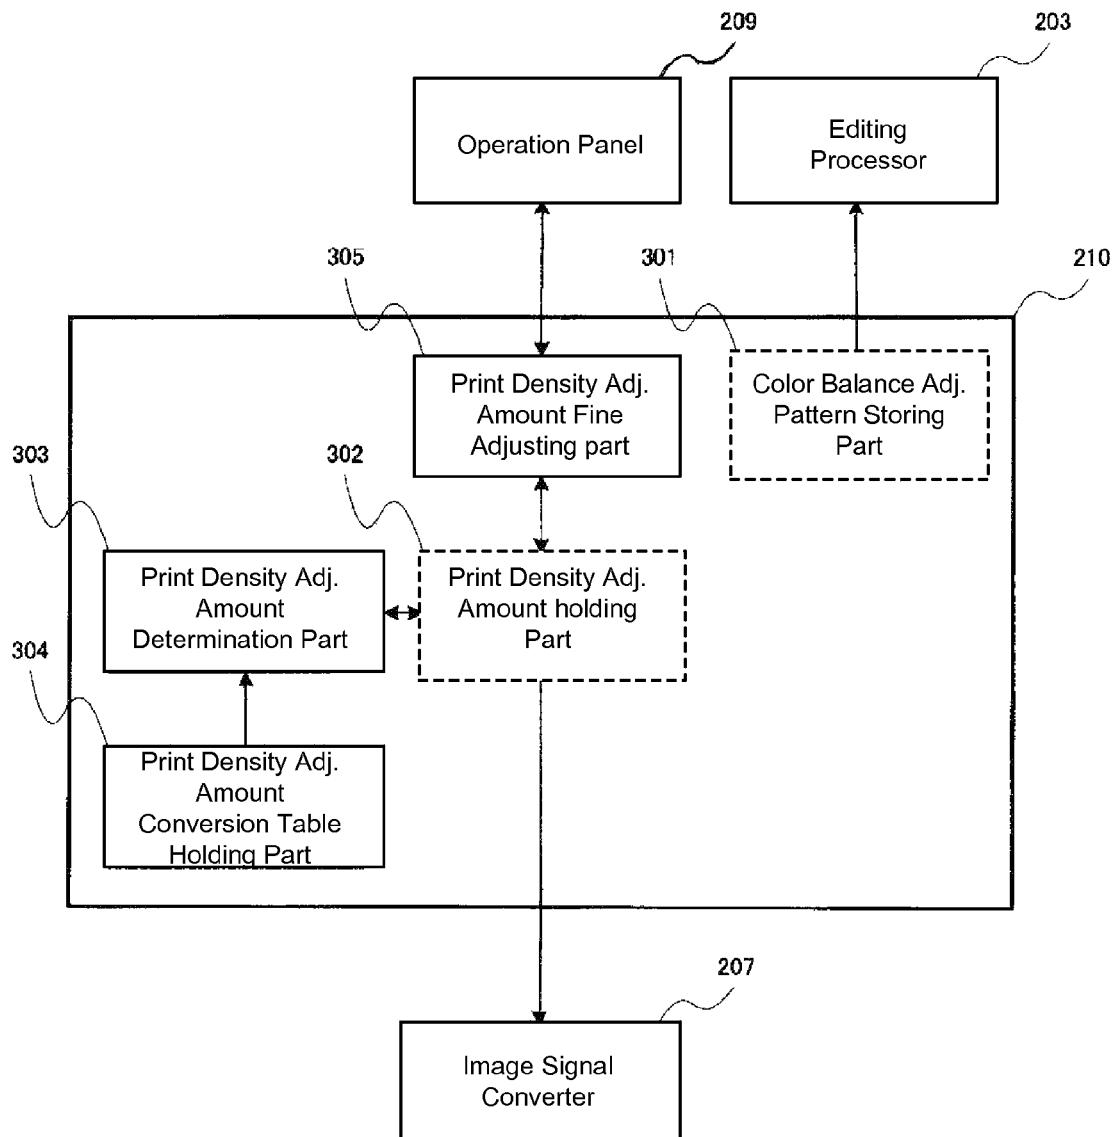 209
203
Operation Panel
Editing
Processor
305
301
210
Print Density Adj.
Amount Fine
Adjusting part
Color Balance Adj.
Pattern Storing
Part
303
302
Print Density Adj.
Amount
Determination Part
Print Density Adj.
Amount holding
Part
304
Print Density Adj.
Amount
Conversion Table
Holding Part
207
Image Signal
Converter